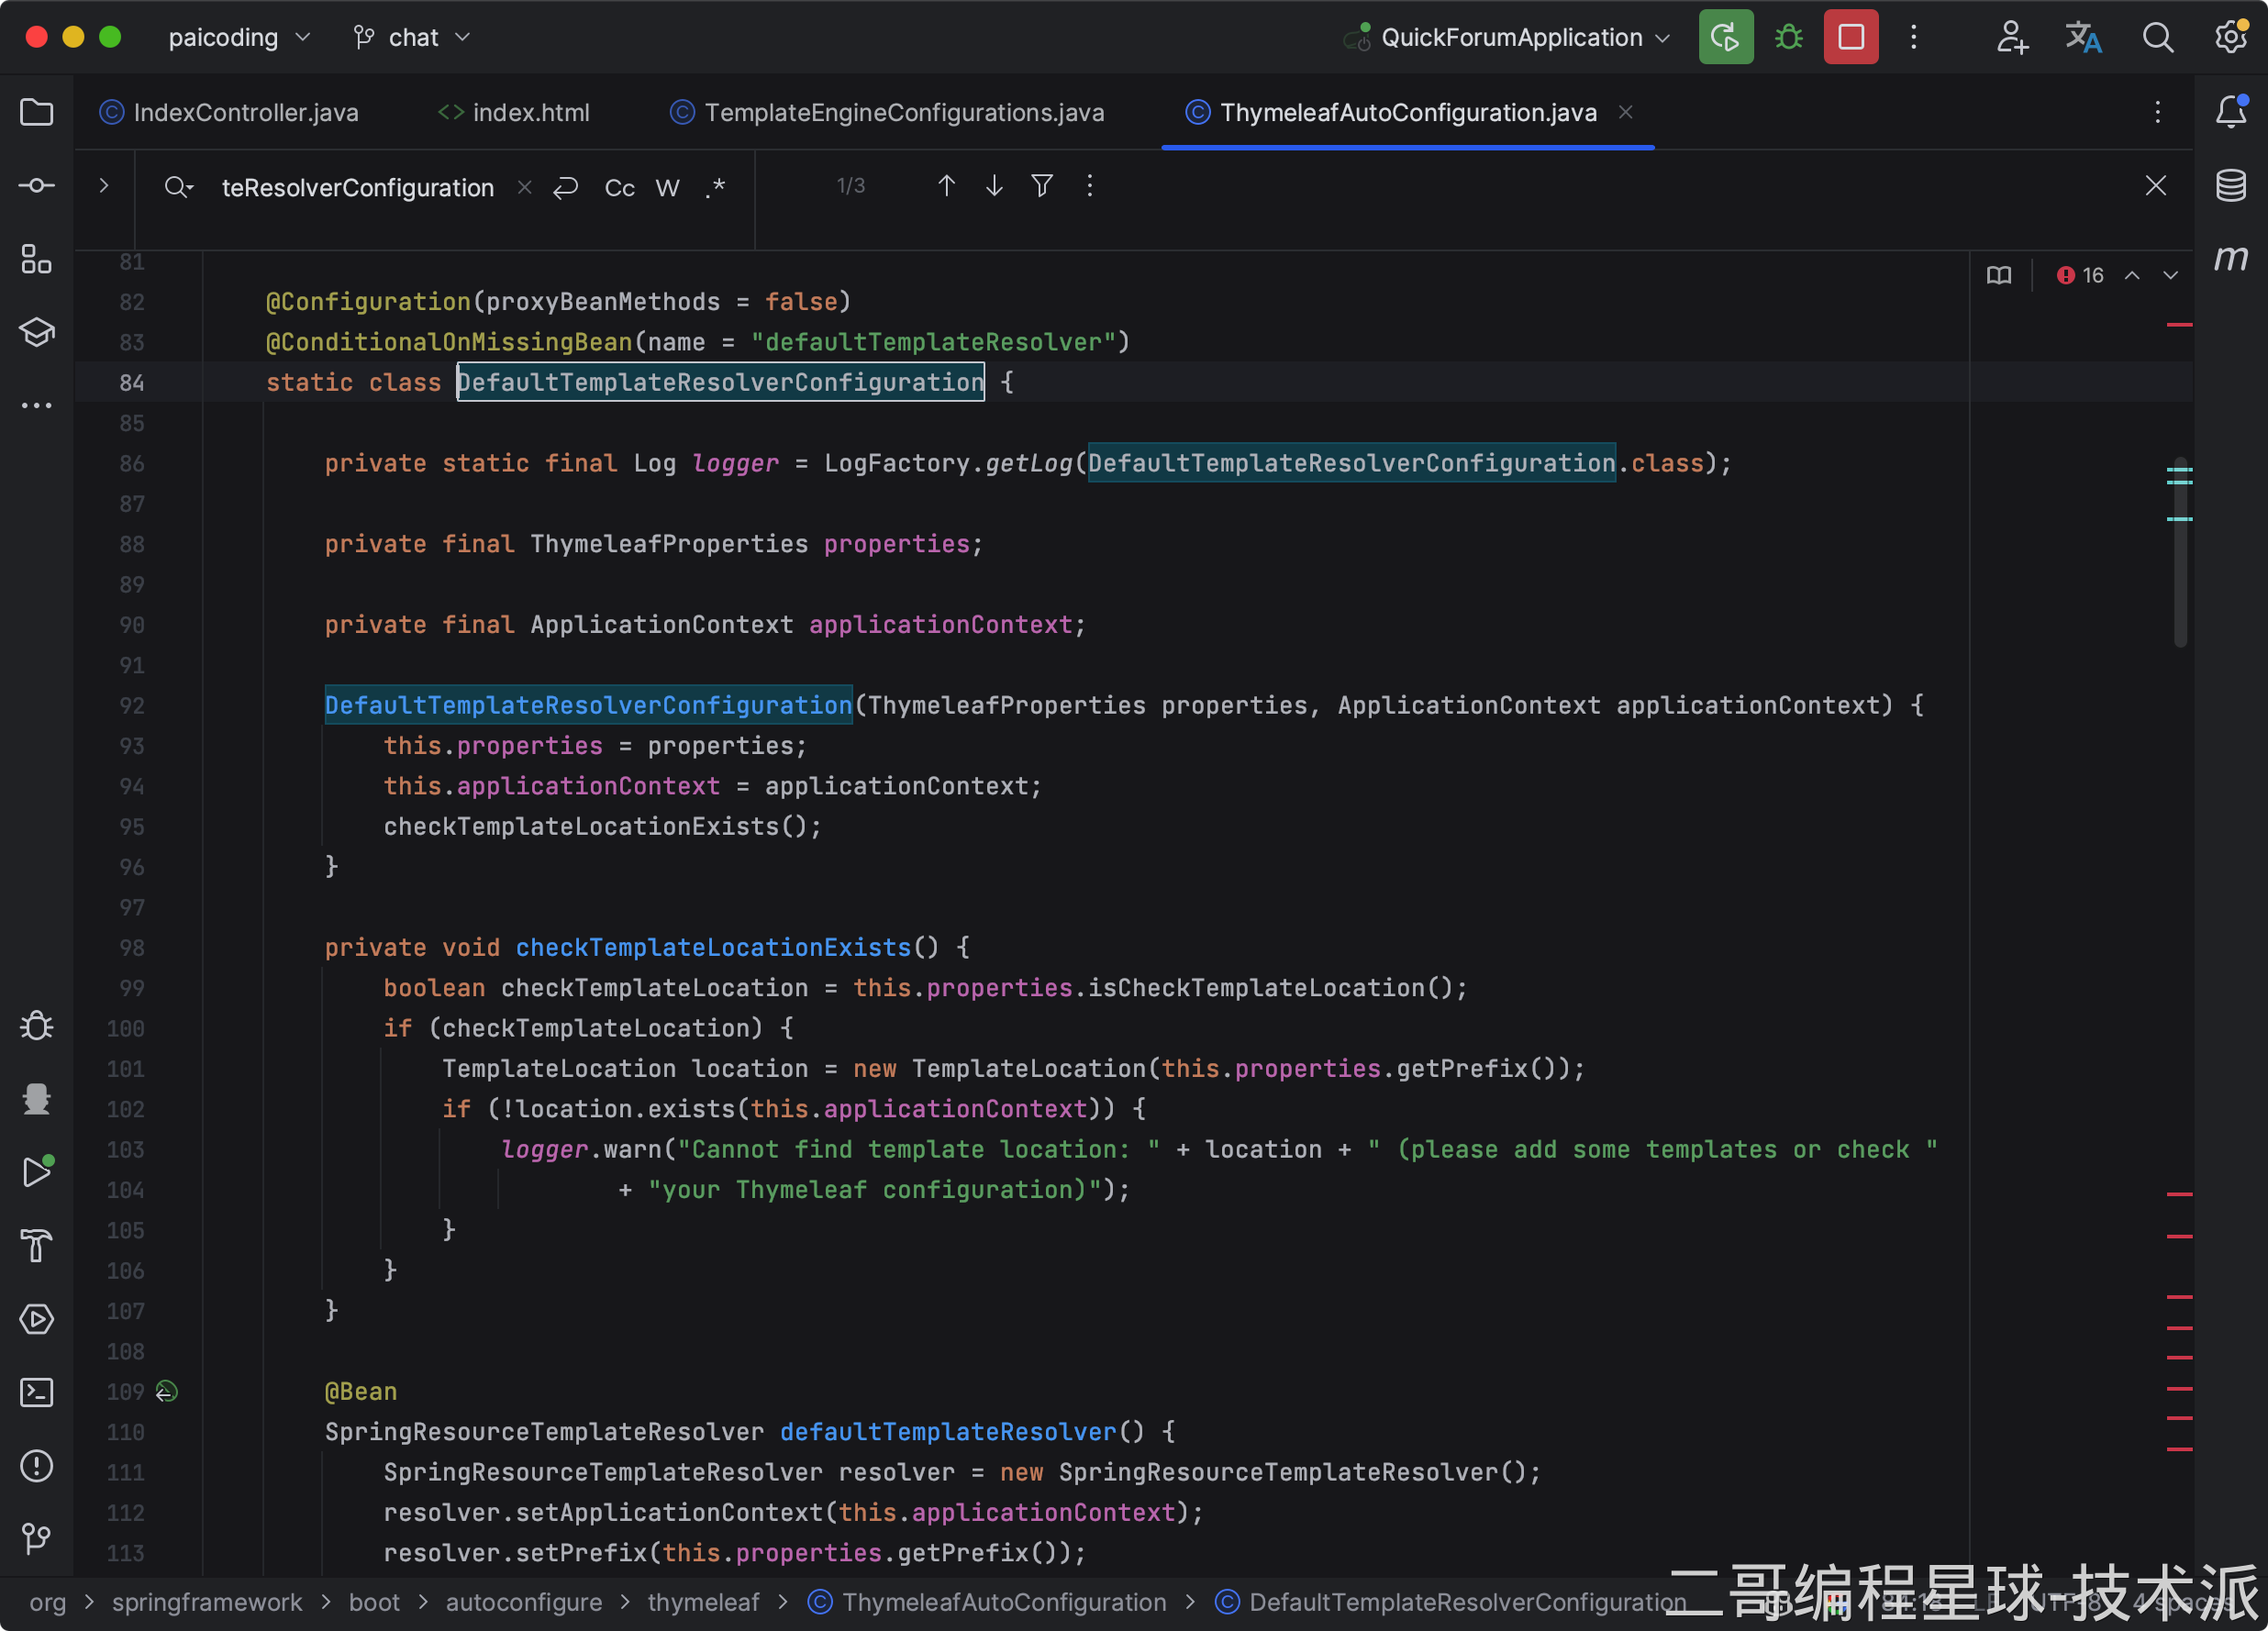 paicoding chat QuickForumApplication
IndexController.java index.html TemplateEngineConfigurations.java ThymeleafAutoConfiguration.java
teResolverConfiguration Cc W .* 1/3
16
81
82 @Configuration(proxyBeanMethods = false)
83 @ConditionalOnMissingBean(name = "defaultTemplateResolver")
84 static class DefaultTemplateResolverConfiguration {
85
86 private static final Log logger = LogFactory.getLog(DefaultTemplateResolverConfiguration.class);
87
88 private final ThymeleafProperties properties;
89
90 private final ApplicationContext applicationContext;
91
92 DefaultTemplateResolverConfiguration(ThymeleafProperties properties, ApplicationContext applicationContext) {
93 this.properties = properties;
94 this.applicationContext = applicationContext;
95 checkTemplateLocationExists();
96 }
97
98 private void checkTemplateLocationExists() {
99 boolean checkTemplateLocation = this.properties.isCheckTemplateLocation();
100 if (checkTemplateLocation) {
101 TemplateLocation location = new TemplateLocation(this.properties.getPrefix());
102 if (!location.exists(this.applicationContext)) {
103 logger.warn("Cannot find template location: " + location + " (please add some templates or check "
104 + "your Thymeleaf configuration)");
105 }
106 }
107 }
108
109 @Bean
110 SpringResourceTemplateResolver defaultTemplateResolver() {
111 SpringResourceTemplateResolver resolver = new SpringResourceTemplateResolver();
112 resolver.setApplicationContext(this.applicationContext);
113 resolver.setPrefix(this.properties.getPrefix());
org > springframework > boot > autoconfigure > thymeleaf > ThymeleafAutoConfiguration > DefaultTemplateResolverConfiguration
二哥编程星球-技术派